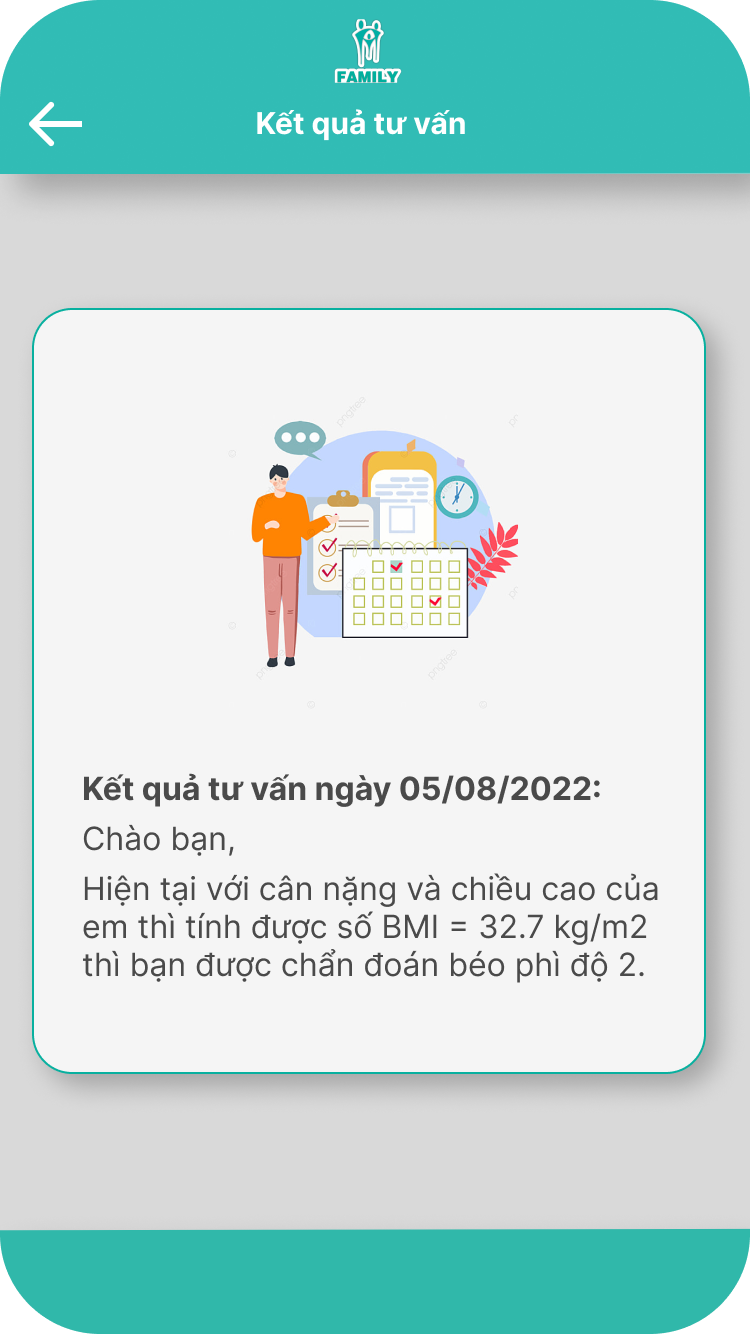 FAMILY
Kết quả tư vấn
pngtree
pngtree
Kết quả tư vấn ngày 05/08/2022:
Chào bạn,
Hiện tại với cân nặng và chiều cao của
em thì tính được số BMI = 32.7 kg/m2
thì bạn được chẩn đoán béo phì độ 2.